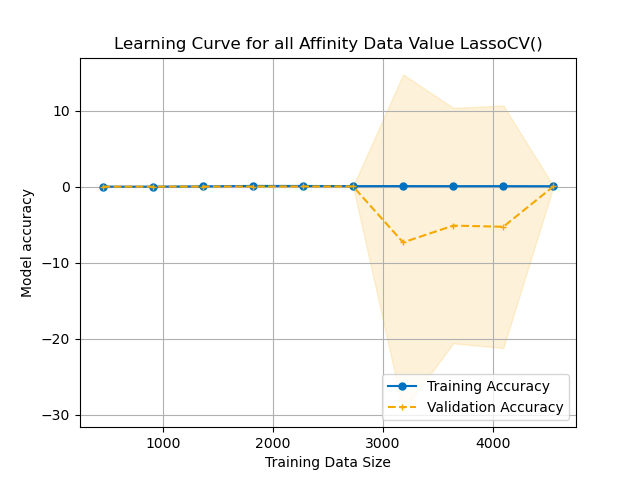 Learning Curve for all Affinity Data Value LassoCV()
Model accuracy
10
0
−10
−20
−30
1000
2000
3000
4000
Training Data Size
Training Accuracy
Validation Accuracy